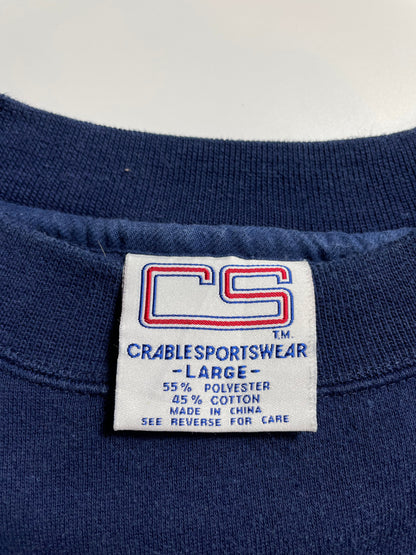 CS
T.M.
CRABLESPORTSWEAR
-LARGE-
55% POLYESTER
45% COTTON
MADE IN CHINA
SEE REVERSE FOR CARE